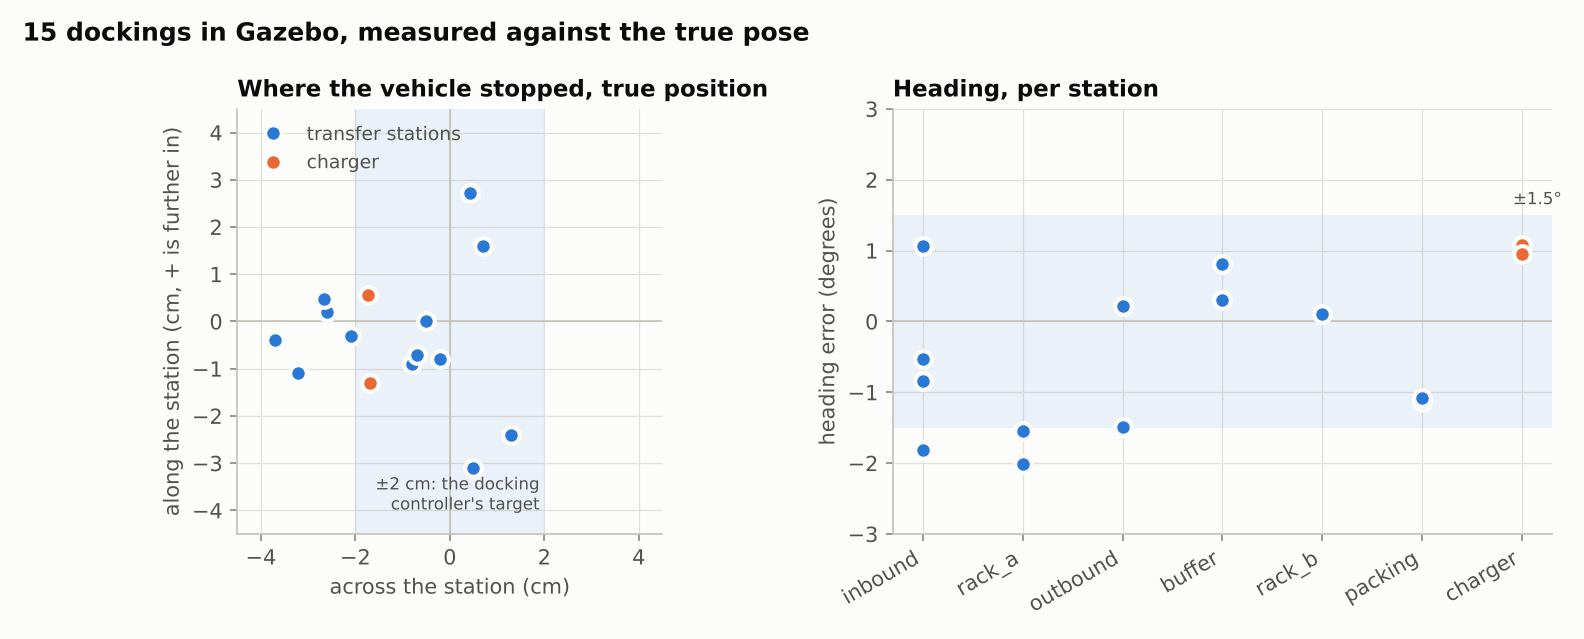 15 dockings in Gazebo, measured against the true pose
Where the vehicle stopped, true position
transfer stations
charger
4
3
2
1
0
−1
−2
−3
−4
along the station (cm, + is further in)
±2 cm: the docking
controller's target
−4
−2
0
2
4
across the station (cm)
Heading, per station
3
2
1
0
−1
−2
−3
heading error (degrees)
±1.5°
inbound
rack_a
outbound
buffer
rack_b
packing
charger